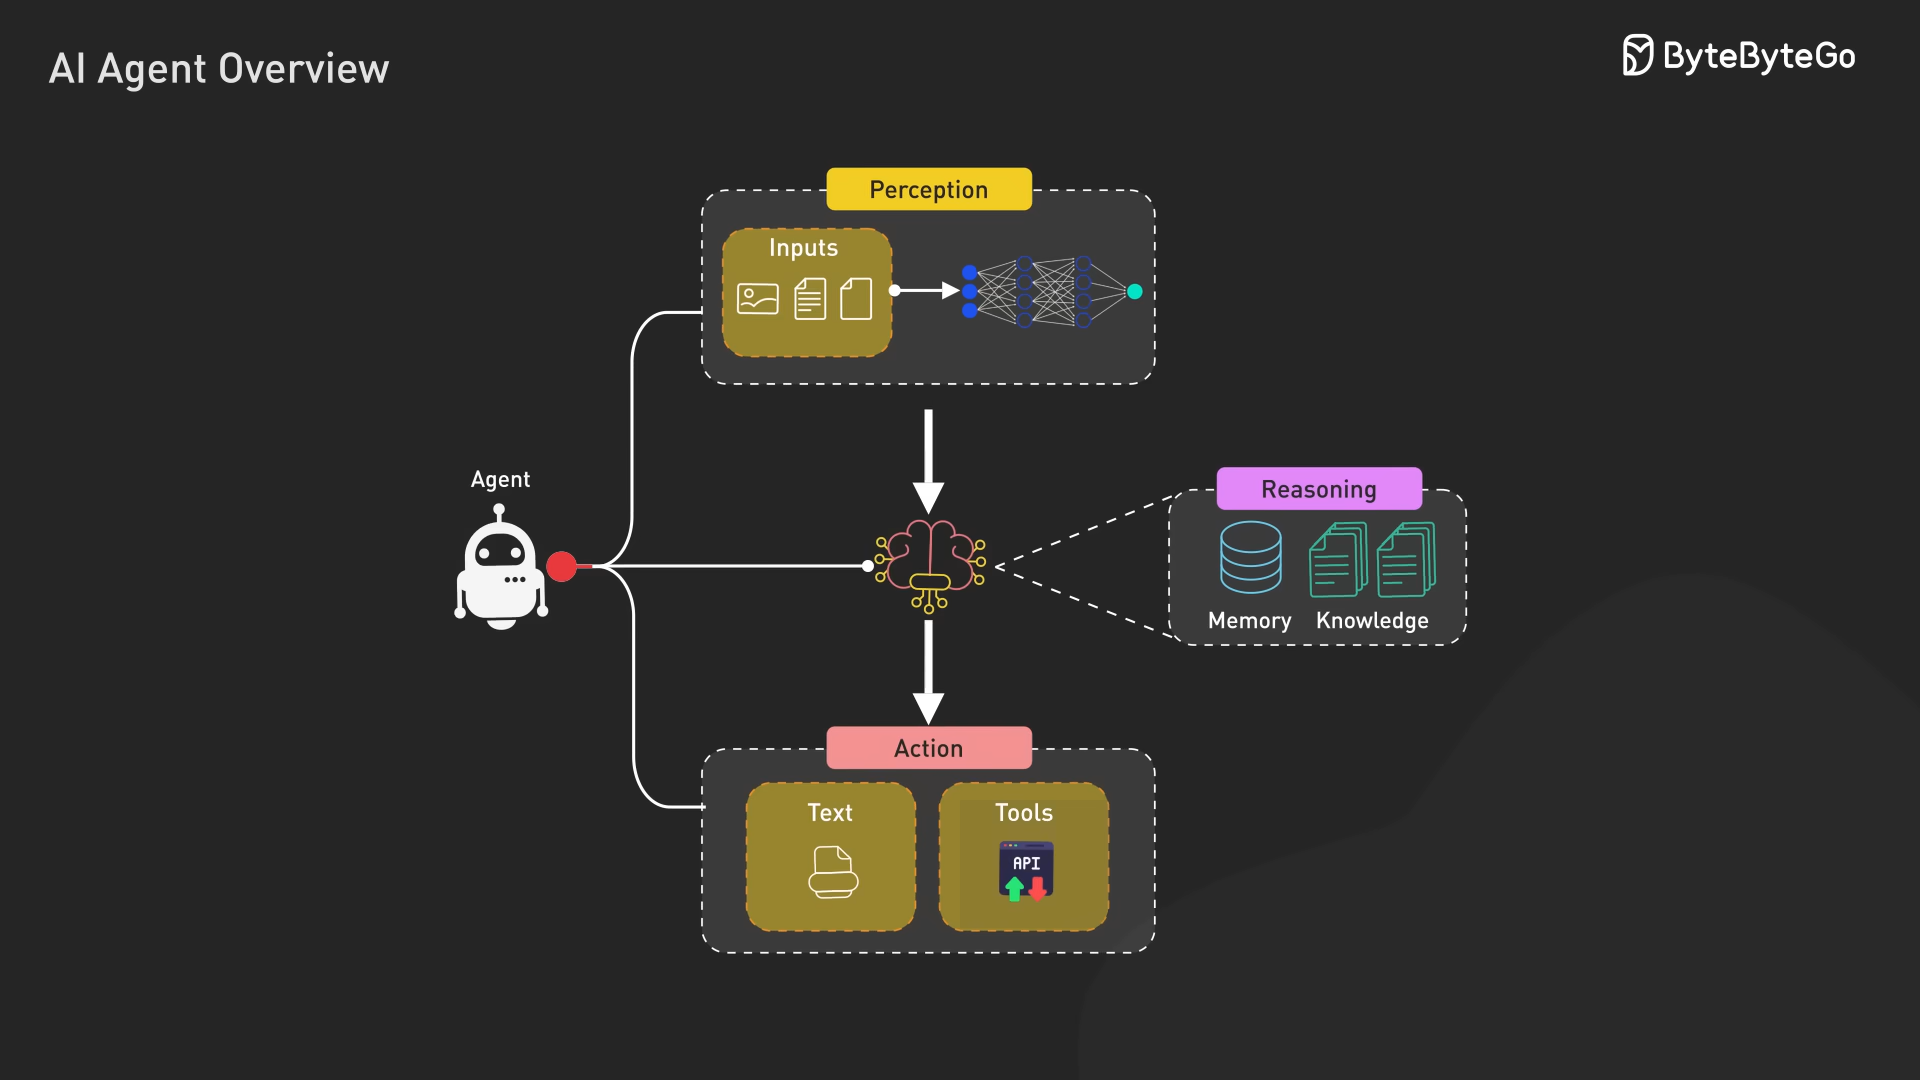 AI Agent Overview
ByteByteGo
Perception
Inputs
Agent
Reasoning
Memory
Knowledge
Action
Text
Tools
API